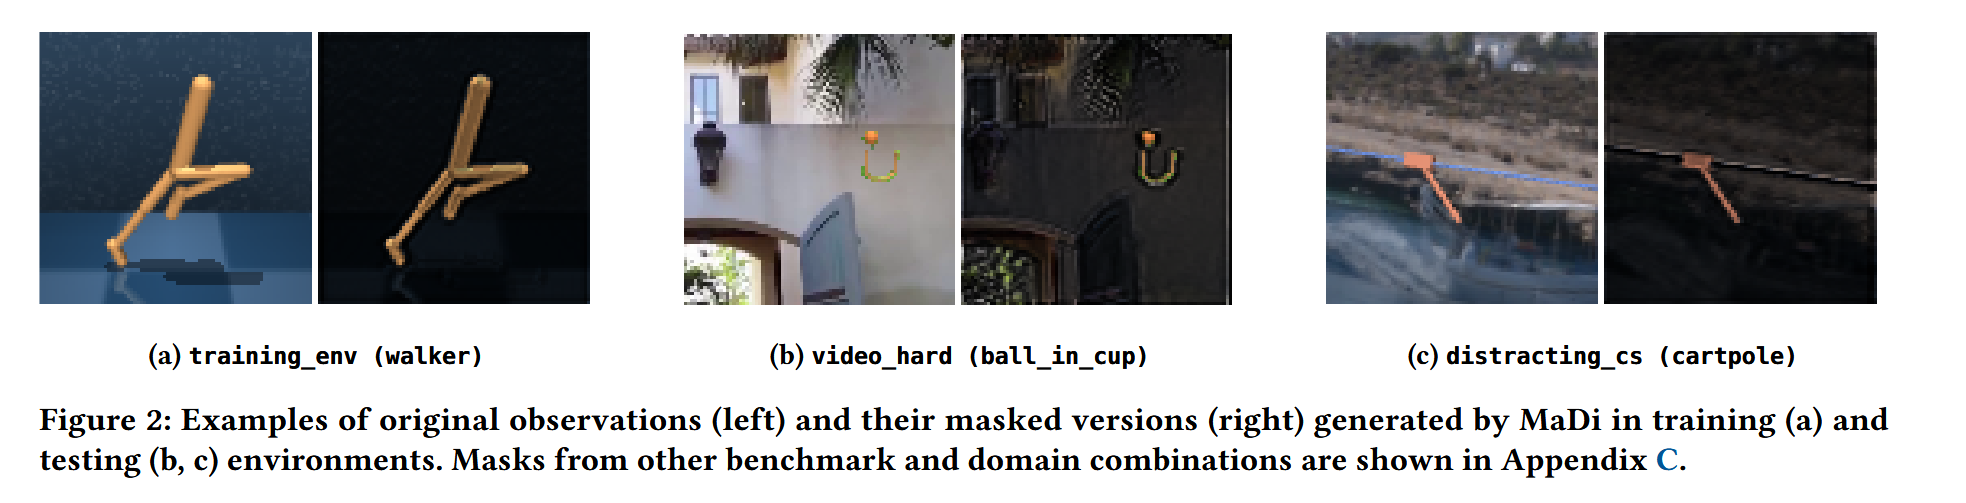 (a) training_env (walker)
(b) video_hard (ball_in_cup)
(c) distracting_cs (cartpole)
Figure 2: Examples of original observations (left) and their masked versions (right) generated by MaDi in training (a) and
testing (b, c) environments. Masks from other benchmark and domain combinations are shown in Appendix C.